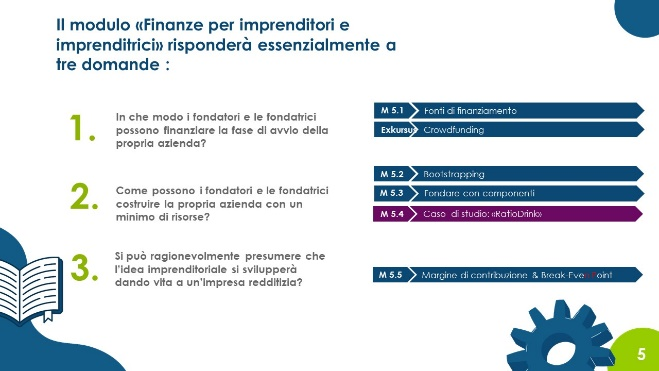 Il modulo «Finanze per imprenditori e
imprenditrici» risponderà essenzialmente a
tre domande :
1.
In che modo i fondatori e le fondatrici
possono finanziare la fase di avvio della
propria azienda?
M 5.1 Fonti di finanziamento
Exkursus Crowdfunding
2.
Come possono i fondatori e le fondatrici
costruire la propria azienda con un
minimo di risorse?
M 5.2 Bootstrapping
M 5.3 Fondare con componenti
M 5.4 Caso di studio: «RatioDrink»
3.
Si può ragionevolmente presumere che
l'idea imprenditoriale si svilupperà
dando vita a un'impresa redditizia?
M 5.5 Margine di contribuzione & Break-Even Point
5